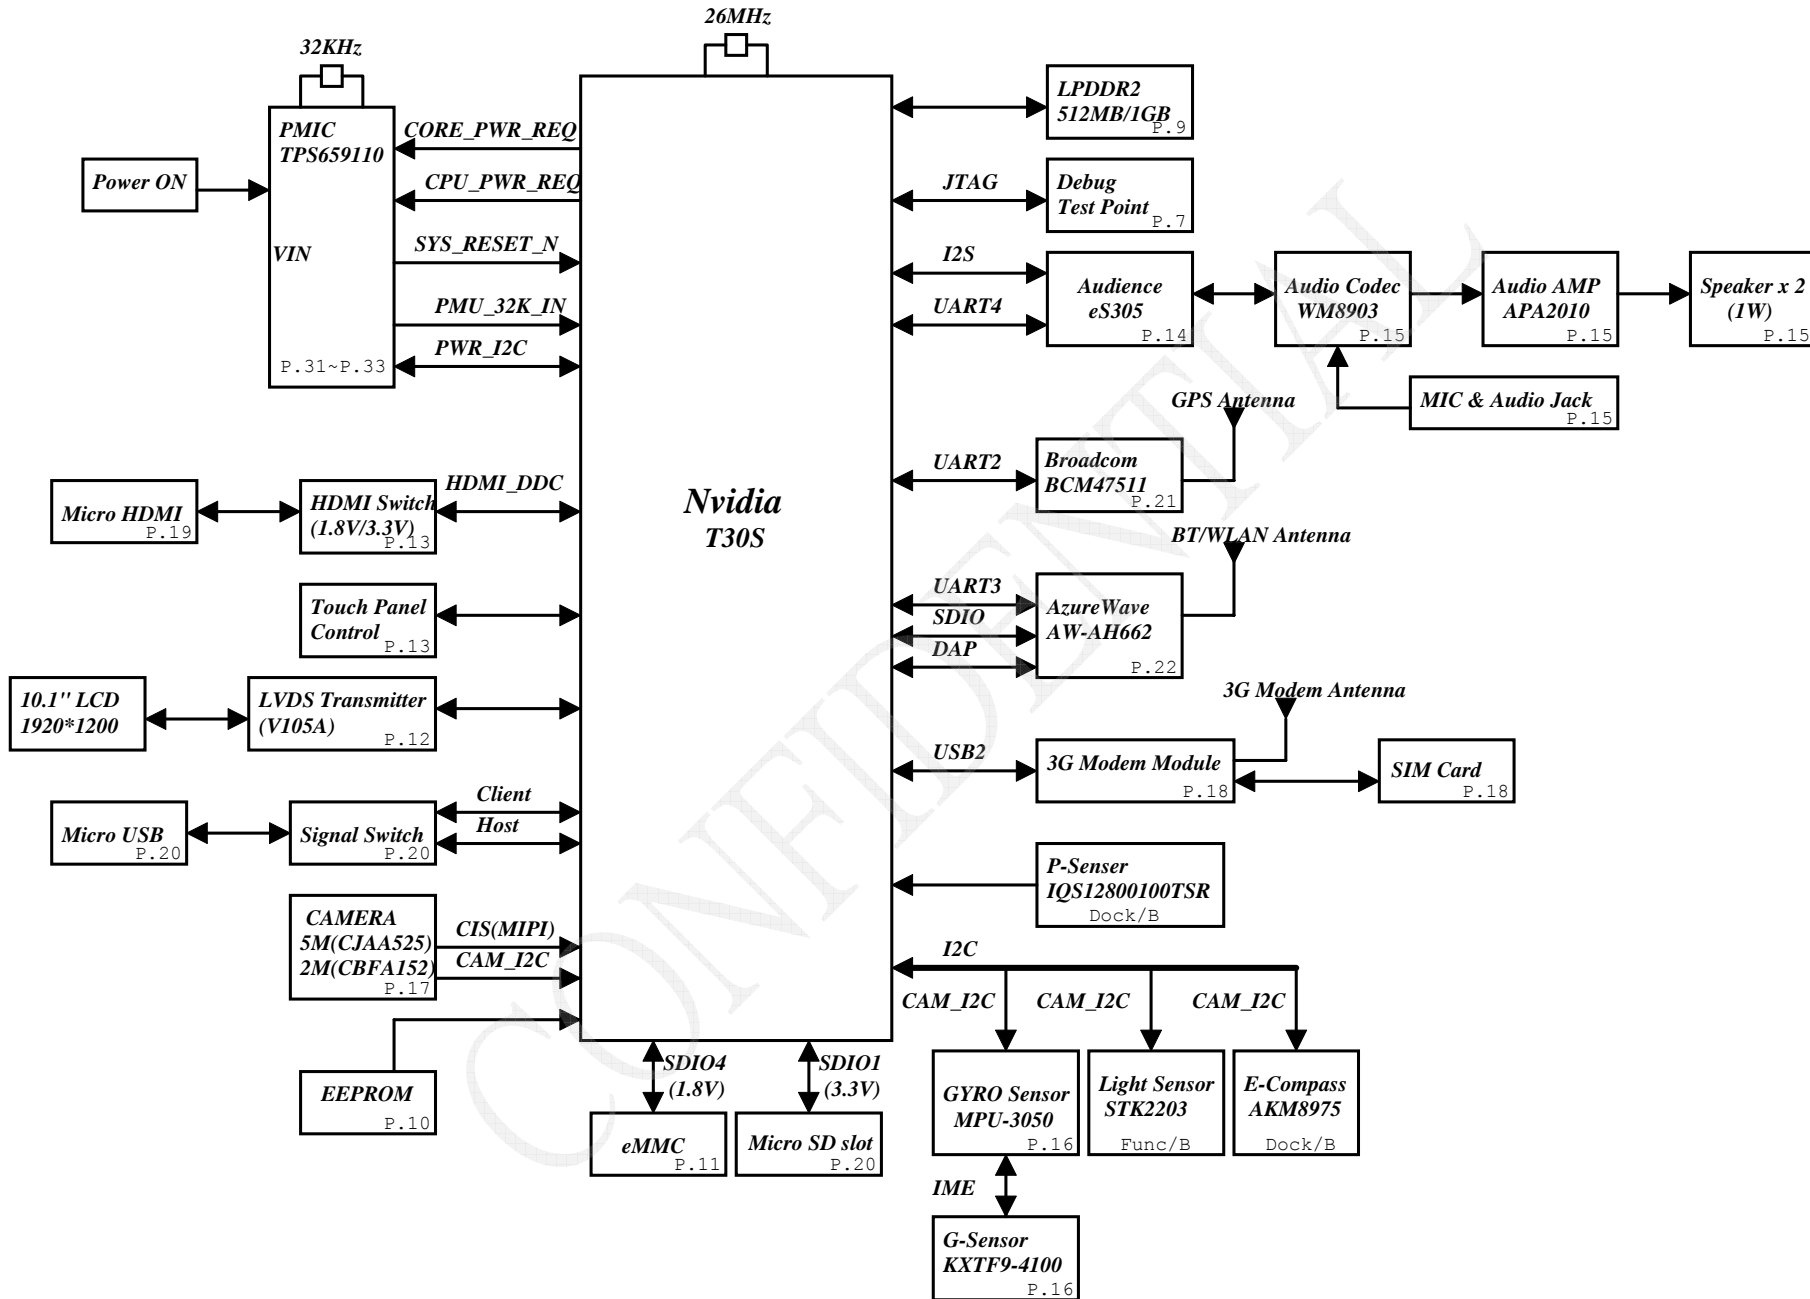 26MHz
32KHz
PMIC
TPS659110
VIN
P.31~P.33
Power ON
CORE_PWR_REQ
CPU_PWR_REQ
SYS_RESET_N
PMU_32K_IN
PWR_I2C
Nvidia
T30S
LPDDR2
512MB/1GB
P.9
JTAG
Debug
Test Point
P.7
I2S
UART4
Audience
eS305
P.14
Audio Codec
WM8903
P.15
Audio AMP
APA2010
P.15
Speaker x 2
(1W)
P.15
MIC & Audio Jack
P.15
GPS Antenna
UART2
Broadcom
BCM47511
P.21
BT/WLAN Antenna
UART3
SDIO
DAP
AzureWave
AW-AH662
P.22
3G Modem Antenna
USB2
3G Modem Module
P.18
SIM Card
P.18
P-Senser
IQS12800100TSR
Dock/B
I2C
CAM_I2C
CAM_I2C
CAM_I2C
GYRO Sensor
MPU-3050
P.16
Light Sensor
STK2203
Func/B
E-Compass
AKM8975
Dock/B
IME
G-Sensor
KXTF9-4100
P.16
Micro HDMI
P.19
HDMI Switch
(1.8V/3.3V)
P.13
HDMI_DDC
Touch Panel
Control
P.13
10.1" LCD
1920*1200
LVDS Transmitter
(V105A)
P.12
Micro USB
P.20
Signal Switch
P.20
Client
Host
CAMERA
5M(CJAA525)
2M(CBFA152)
P.17
CIS(MIPI)
CAM_I2C
EEPROM
P.10
SDIO4
(1.8V)
SDIO1
(3.3V)
eMMC
P.11
Micro SD slot
P.20
CONFIDENTIAL